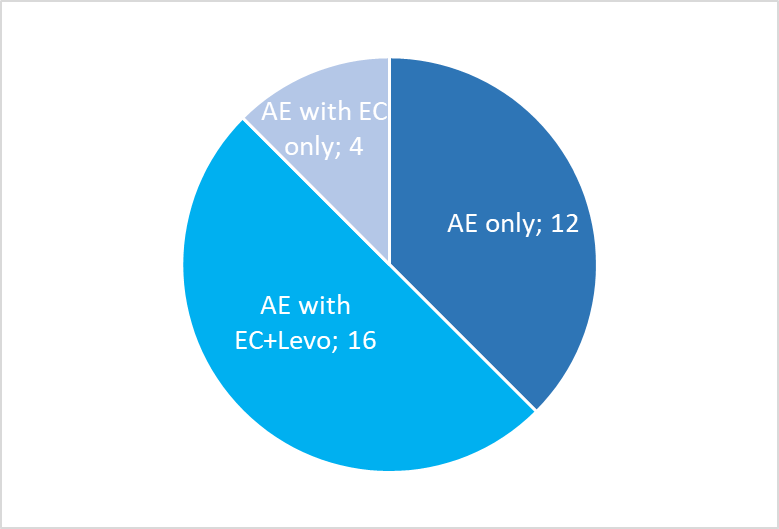 AE with EC
only; 4
AE only; 12
AE with
EC+Levo; 16